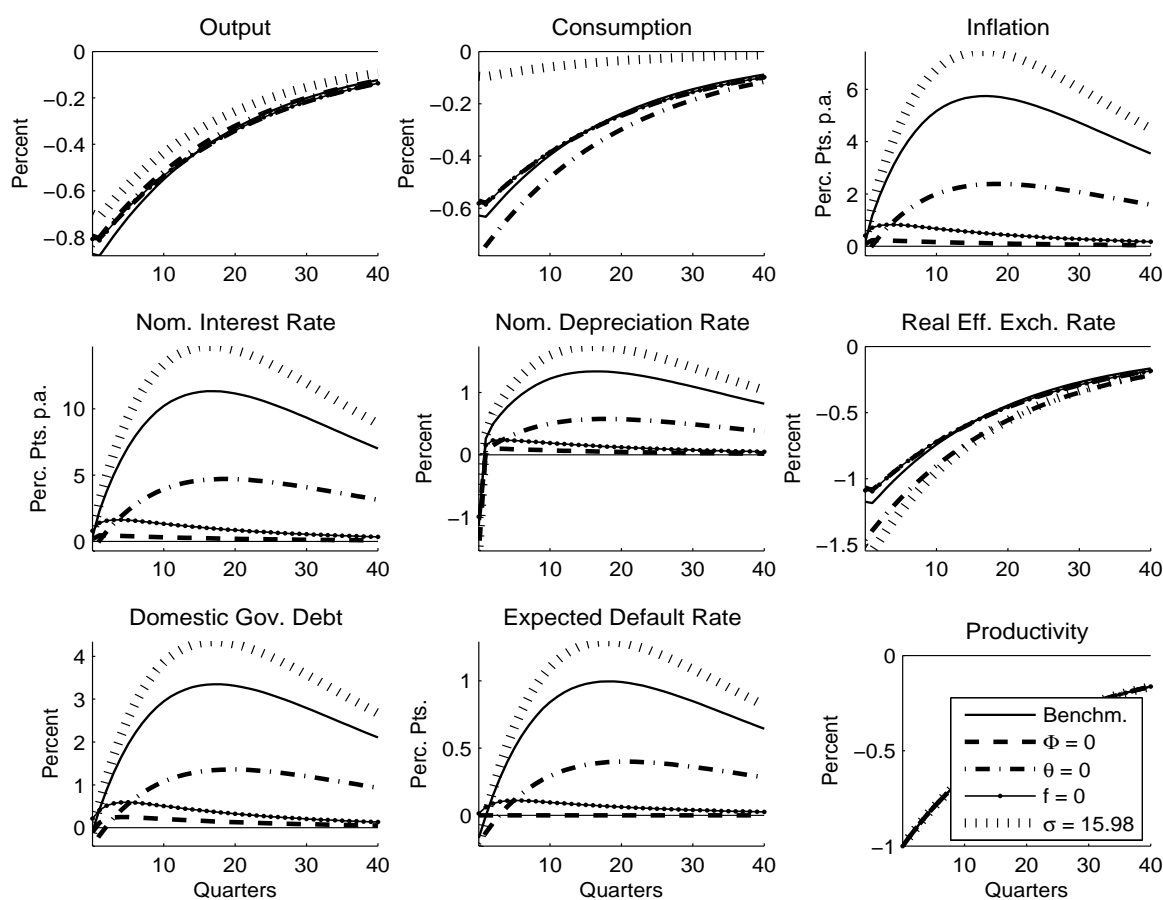 Output
Consumption
Inflation
Percent
0
−0.2
−0.4
−0.6
−0.8
10 20 30 40
Percent
0
−0.2
−0.4
−0.6
10 20 30 40
Perc. Pts. p.a.
6
4
2
0
10 20 30 40
Nom. Interest Rate
Nom. Depreciation Rate
Real Eff. Exch. Rate
Perc. Pts. p.a.
10
5
0
10 20 30 40
Percent
1
0
−1
10 20 30 40
Percent
0
−0.5
−1
−1.5
10 20 30 40
Domestic Gov. Debt
Expected Default Rate
Productivity
Percent
4
3
2
1
0
10 20 30 40
Quarters
Perc. Pts.
1
0.5
0
10 20 30 40
Quarters
Percent
0
−0.5
−1
10 20 30 40
Quarters
Benchm.
Φ = 0
θ = 0
f = 0
σ = 15.98